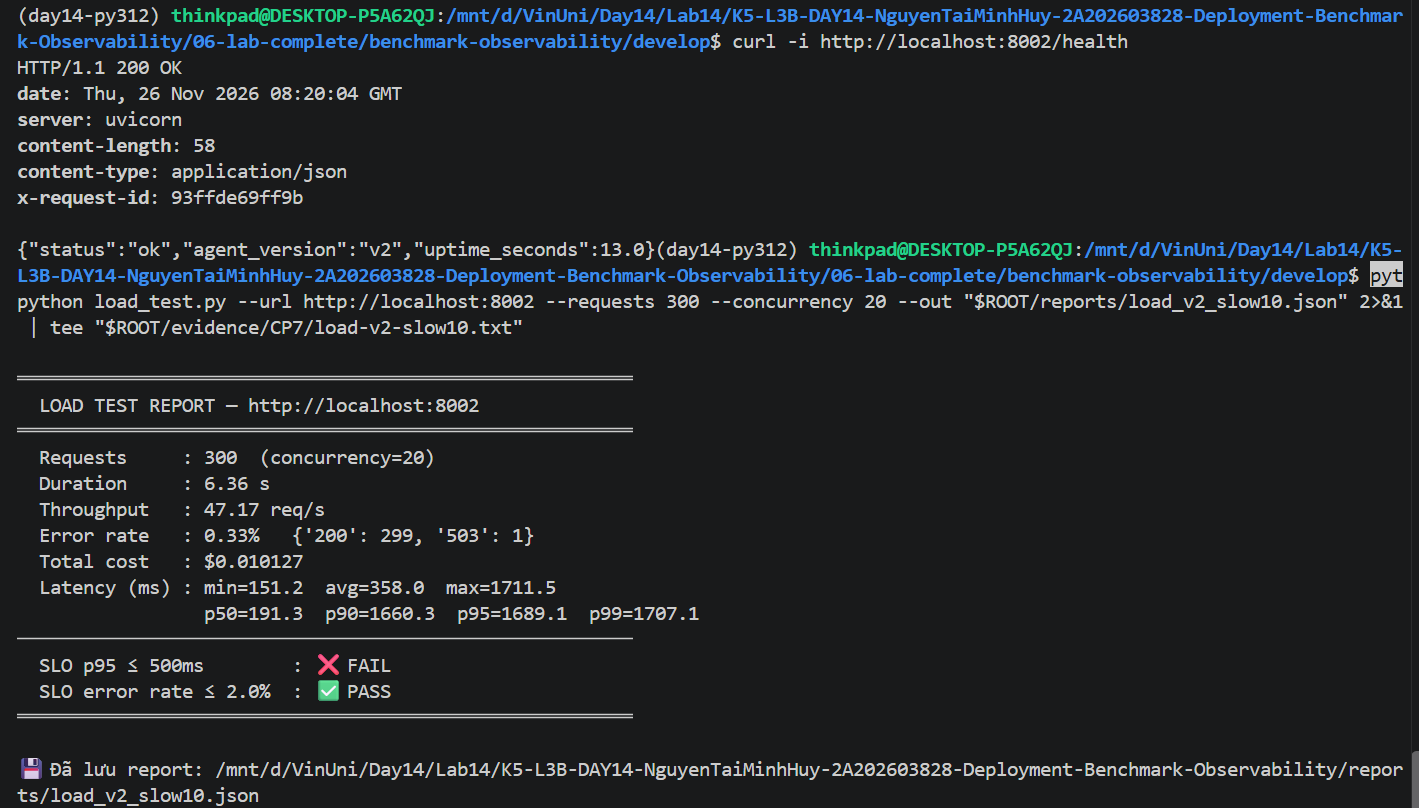 (day14-py312) thinkpad@DESKTOP-P5A62QJ:/mnt/d/VinUni/Day14/Lab14/K5-L3B-DAY14-NguyenTaiMinhHuy-2A202603828-Deployment-Benchmar
k-Observability/06-lab-complete/benchmark-observability/develop$ curl -i http://localhost:8002/health
HTTP/1.1 200 OK
date: Thu, 26 Nov 2026 08:20:04 GMT
server: uvicorn
content-length: 58
content-type: application/json
x-request-id: 93ffde69ff9b

{"status":"ok","agent_version":"v2","uptime_seconds":13.0}(day14-py312) thinkpad@DESKTOP-P5A62QJ:/mnt/d/VinUni/Day14/Lab14/K5-
L3B-DAY14-NguyenTaiMinhHuy-2A202603828-Deployment-Benchmark-Observability/06-lab-complete/benchmark-observability/develop$ pyt
python load_test.py --url http://localhost:8002 --requests 300 --concurrency 20 --out "$ROOT/reports/load_v2_slow10.json" 2>&1
| tee "$ROOT/evidence/CP7/load-v2-slow10.txt"

LOAD TEST REPORT — http://localhost:8002
Requests : 300 (concurrency=20)
Duration : 6.36 s
Throughput : 47.17 req/s
Error rate : 0.33% {'200': 299, '503': 1}
Total cost : $0.010127
Latency (ms) : min=151.2 avg=358.0 max=1711.5
p50=191.3 p90=1660.3 p95=1689.1 p99=1707.1
SLO p95 ≤ 500ms : ❌ FAIL
SLO error rate ≤ 2.0% : ✅ PASS

💾 Đã lưu report: /mnt/d/VinUni/Day14/Lab14/K5-L3B-DAY14-NguyenTaiMinhHuy-2A202603828-Deployment-Benchmark-Observability/repor
ts/load_v2_slow10.json